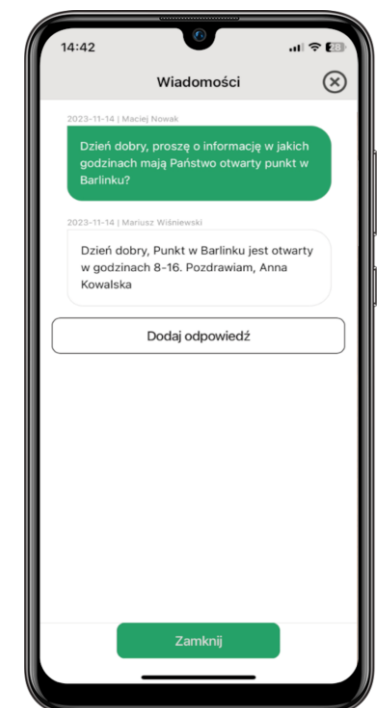 14:42
Wiadomości
2023-11-14 | Maciej Nowak
Dzień dobry, proszę o informację w jakich
godzinach mają Państwo otwarty punkt w
Barlinku?
2023-11-14 | Mariusz Wiśniewski
Dzień dobry, Punkt w Barlinku jest otwarty
w godzinach 8-16. Pozdrawiam, Anna
Kowalska
Dodaj odpowiedź
Zamknij